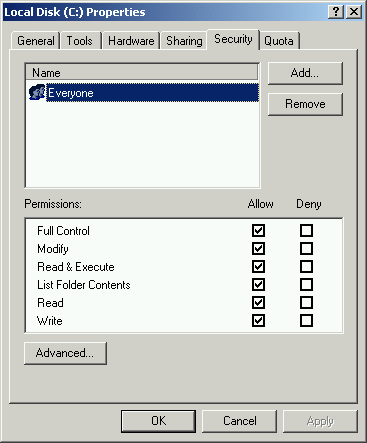 Local Disk (C:) Properties
General Tools Hardware Sharing Security Quota
Name
Add...
Everyone
Remove
Permissions: Allow Deny
Full Control
Modify
Read & Execute
List Folder Contents
Read
Write
Advanced...
OK Cancel Apply